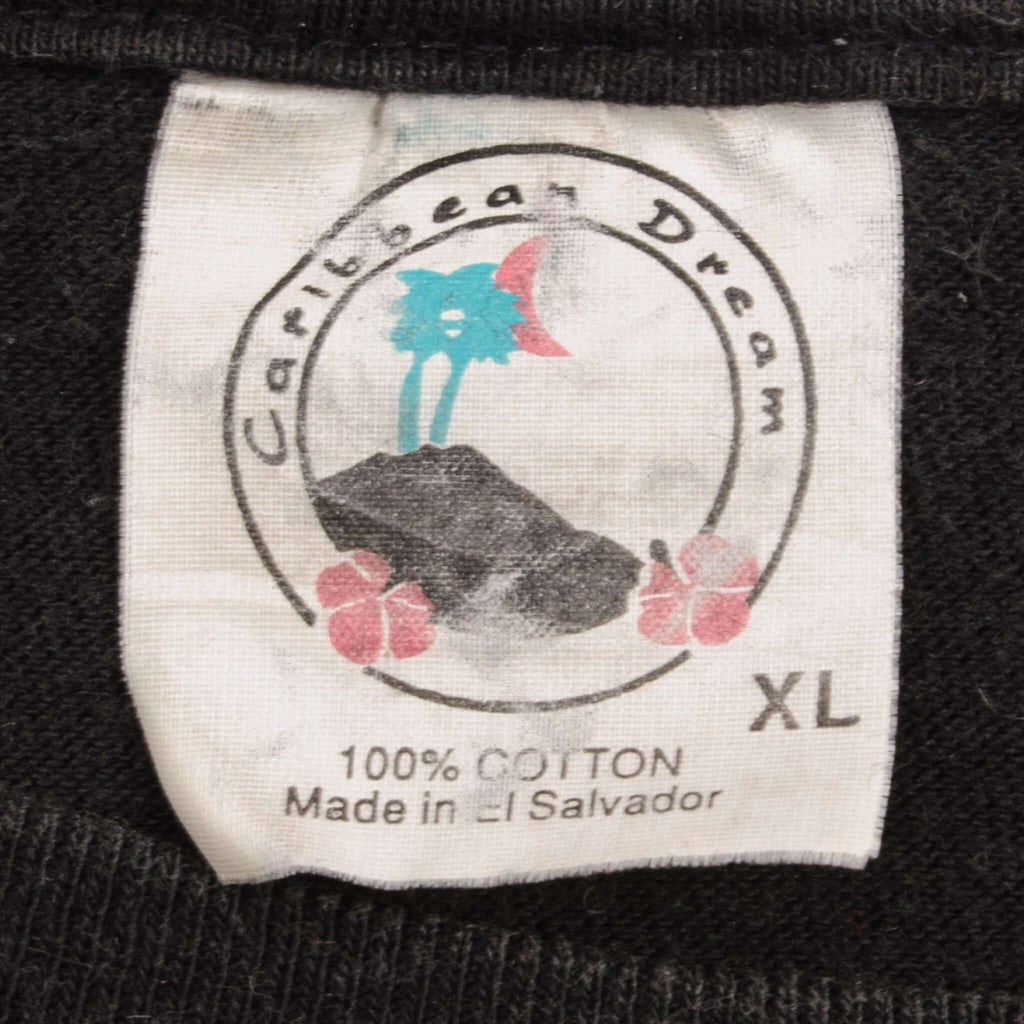 Caribbean Dream
XL
100% COTTON
Made in El Salvador